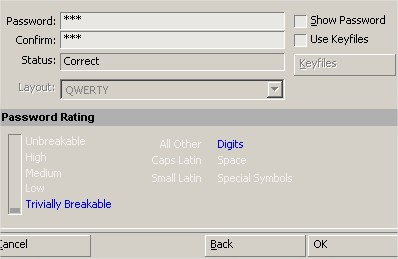 Password: ***
Show Password
Confirm: ***
Use Keyfiles
Status: Correct
Keyfiles
Layout: QWERTY
Password Rating
Unbreakable
All Other Digits
High
Caps Latin Space
Medium
Small Latin Special Symbols
Low
Trivially Breakable
Cancel Back OK